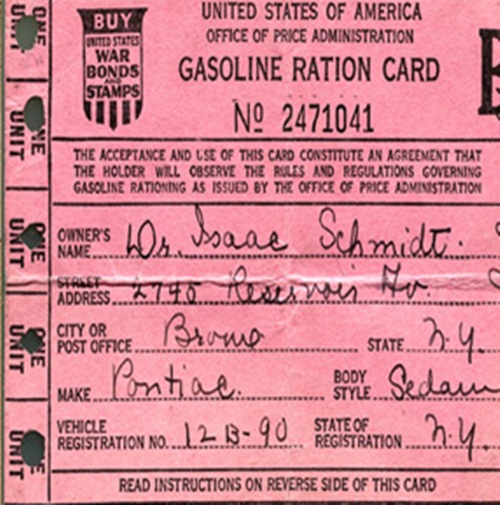 BUY
UNITED STATES
WAR
BONDS
AND
STAMPS
UNITED STATES OF AMERICA
OFFICE OF PRICE ADMINISTRATION
GASOLINE RATION CARD
No 2471041
THE ACCEPTANCE AND USE OF THIS CARD CONSTITUTE AN AGREEMENT THAT
THE HOLDER WILL OBSERVE THE RULES AND REGULATIONS GOVERNING
GASOLINE RATIONING AS ISSUED BY THE OFFICE OF PRICE ADMINISTRATION
OWNER'S NAME Dr. Isaac Schmidt.
STREET ADDRESS 2740 Reservoir Av.
CITY OR POST OFFICE Bronx STATE N.Y.
MAKE Pontiac. BODY STYLE Sedan
VEHICLE REGISTRATION NO. 12B-90 STATE OF REGISTRATION N.Y.
READ INSTRUCTIONS ON REVERSE SIDE OF THIS CARD
ONE UNIT
ONE UNIT
ONE UNIT
ONE UNIT
ONE UNIT